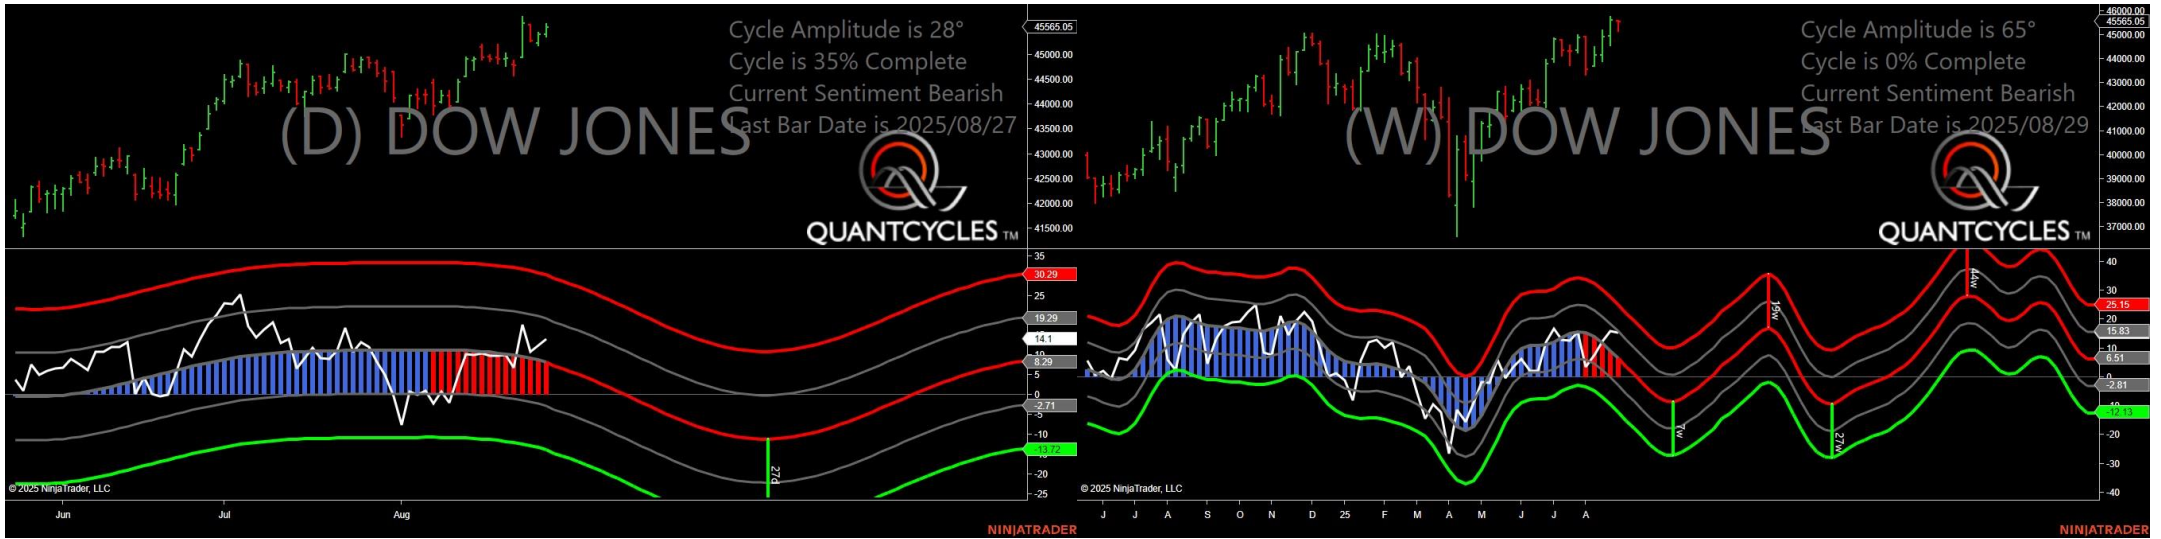 Cycle Amplitude is 28°
Cycle is 35% Complete
Current Sentiment Bearish
Last Bar Date is 2025/08/27
(D) DOW JONES
QUANTCYCLES TM
45565.05
45000.00
44500.00
44000.00
43500.00
43000.00
42500.00
42000.00
41500.00
35
30.29
25
19.29
14.1
10
8.29
5
0
-2.71
-5
-10
-13.72
-20
-25
27d
© 2025 NinjaTrader, LLC
Jun Jul Aug
NINJATRADER
Cycle Amplitude is 65°
Cycle is 0% Complete
Current Sentiment Bearish
Last Bar Date is 2025/08/29
(W) DOW JONES
QUANTCYCLES TM
46000.00
45565.05
45000.00
44000.00
43000.00
42000.00
41000.00
40000.00
39000.00
38000.00
37000.00
40
30
25.15
20
15.83
6.51
0
-2.81
-10
-12.13
-20
-30
-40
7w
19w
27w
44w
© 2025 NinjaTrader, LLC
J J A S O N D 25 F M A M J J A
NINJATRADER